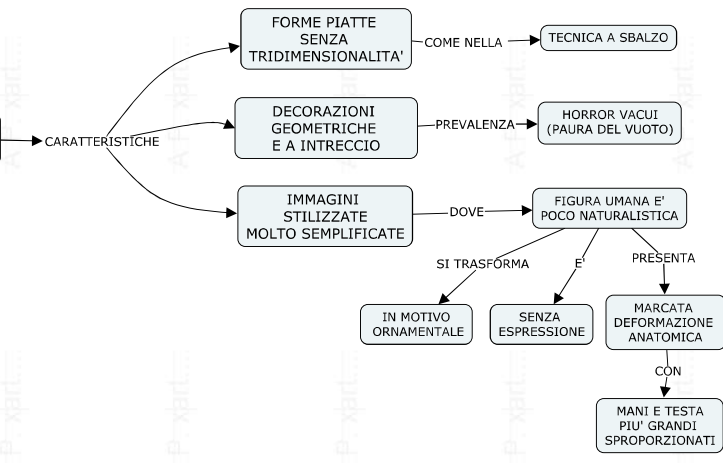 FORME PIATTE
SENZA
TRIDIMENSIONALITA'
COME NELLA
TECNICA A SBALZO
CARATTERISTICHE
DECORAZIONI
GEOMETRICHE
E A INTRECCIO
PREVALENZA
HORROR VACUI
(PAURA DEL VUOTO)
IMMAGINI
STILIZZATE
MOLTO SEMPLIFICATE
DOVE
FIGURA UMANA E'
POCO NATURALISTICA
SI TRASFORMA
E'
PRESENTA
IN MOTIVO
ORNAMENTALE
SENZA
ESPRESSIONE
MARCATA
DEFORMAZIONE
ANATOMICA
CON
MANI E TESTA
PIU' GRANDI
SPROPORZIONATI